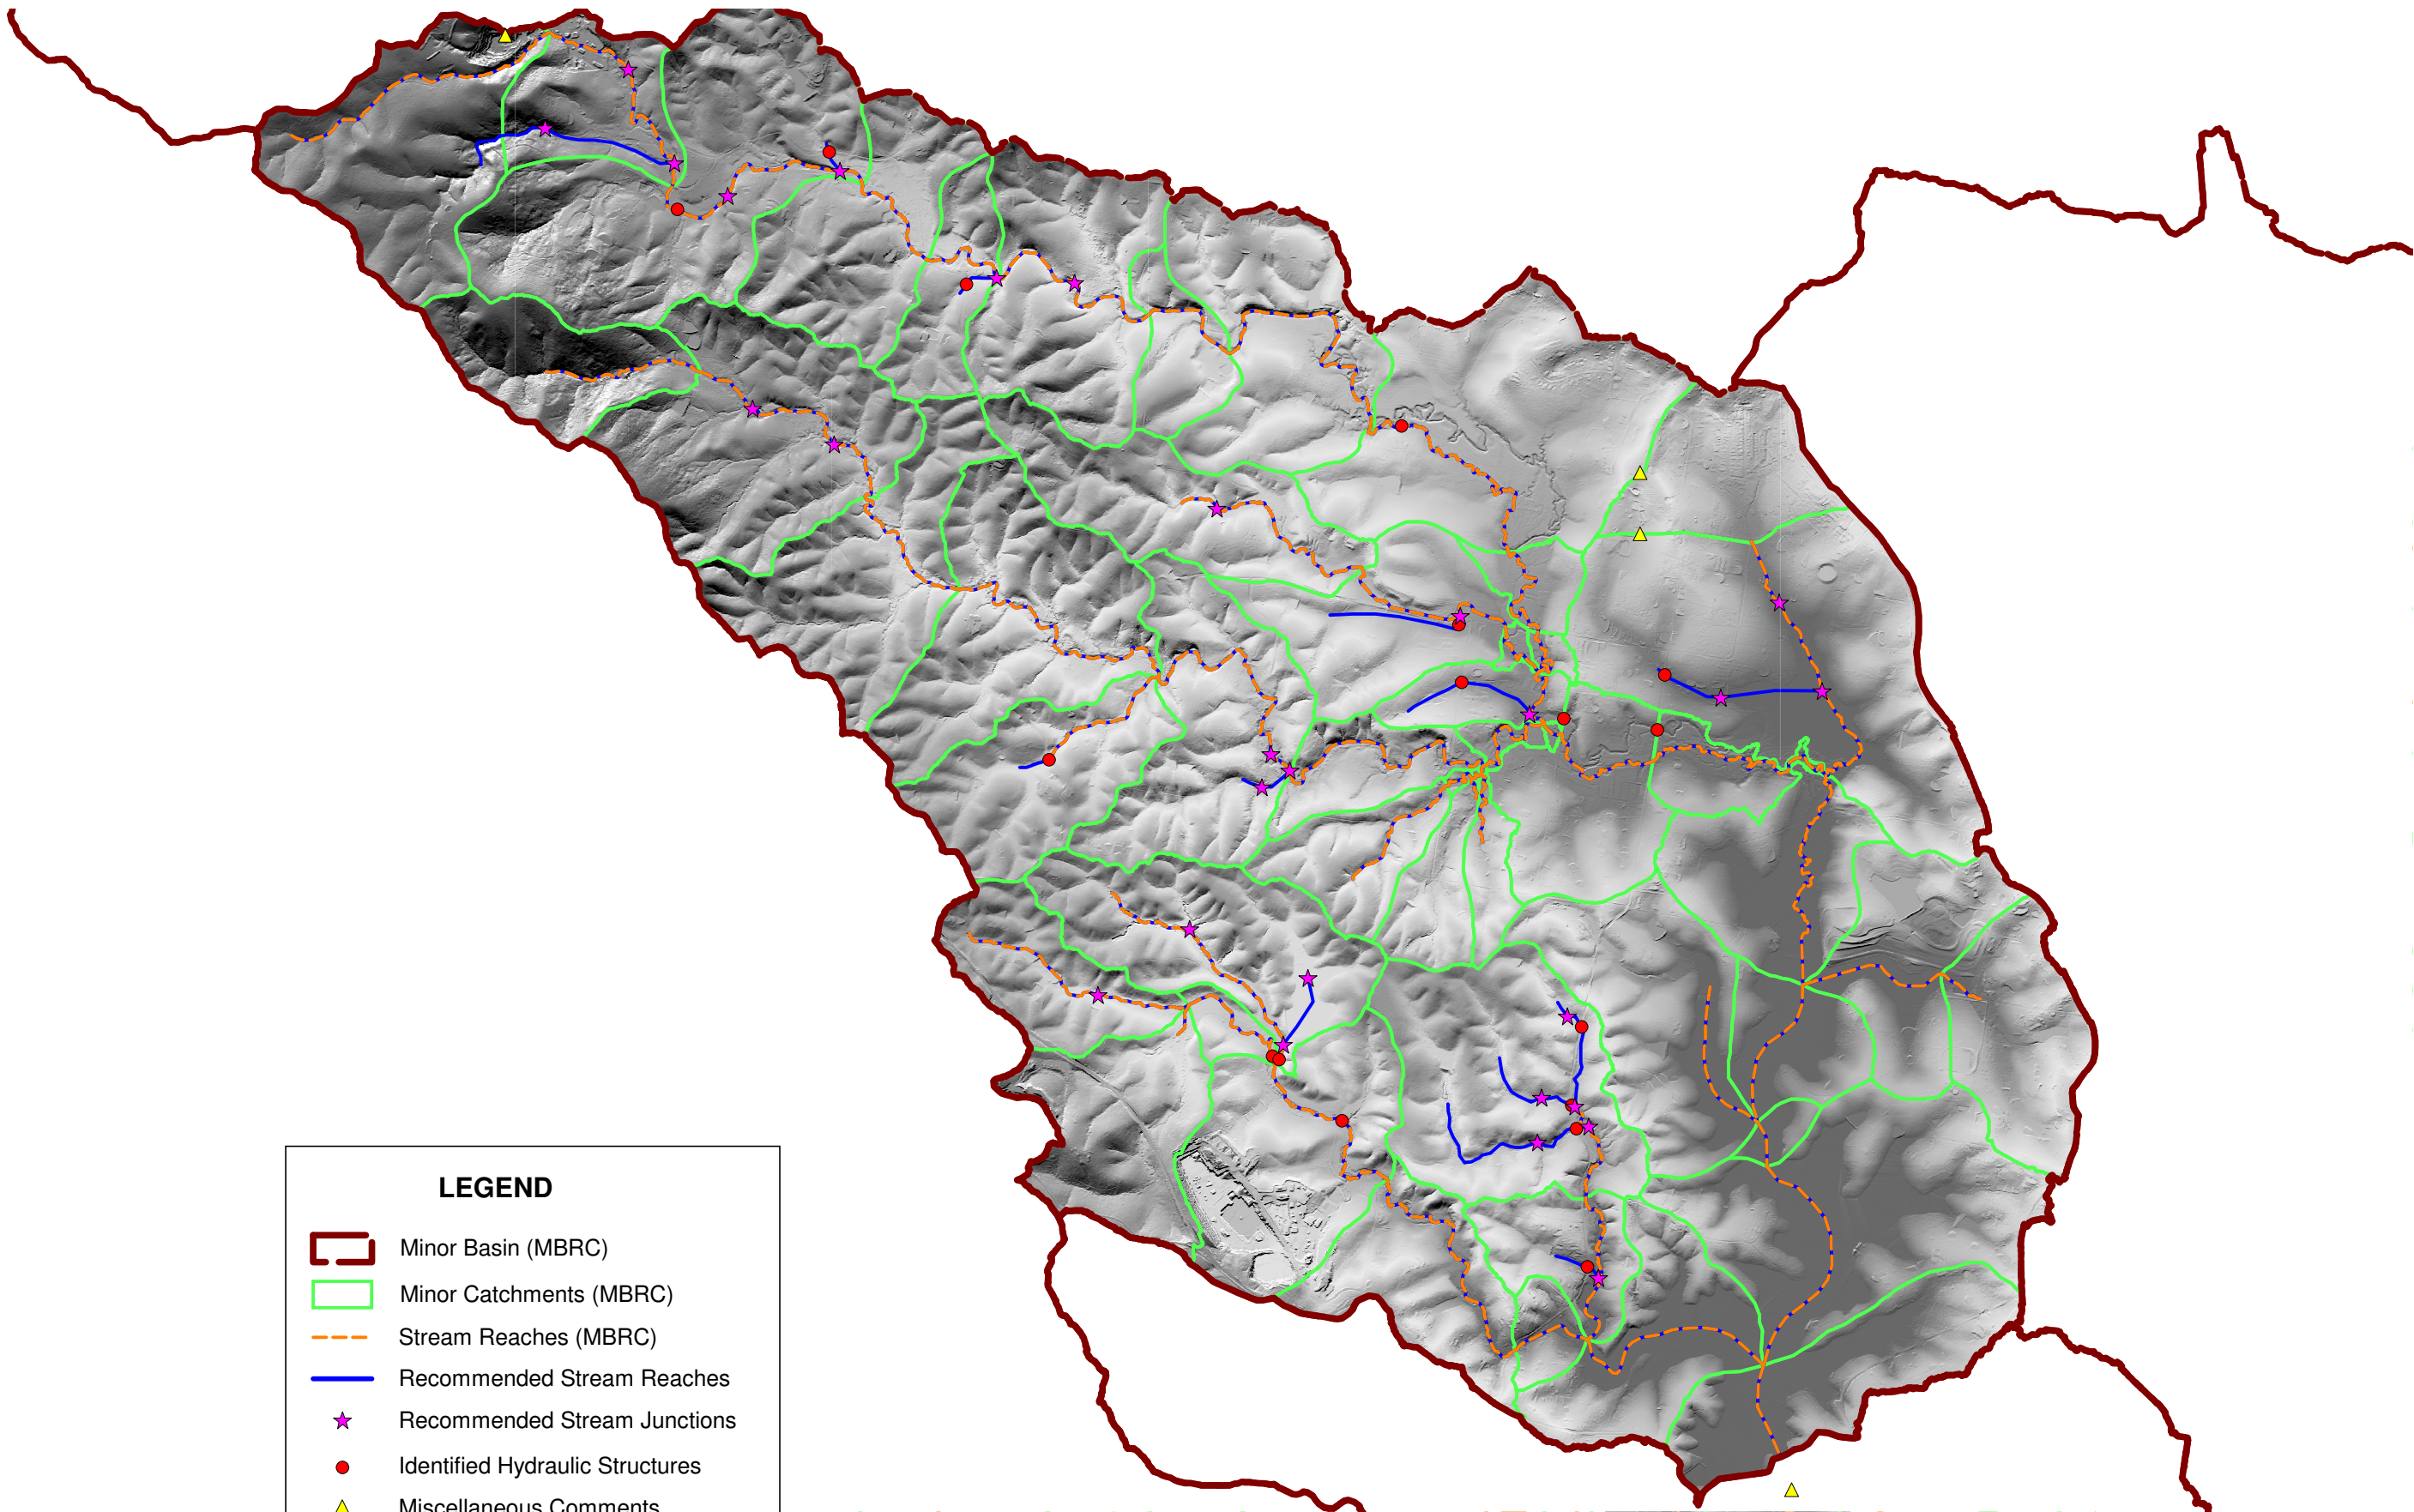 LEGEND
Minor Basin (MBRC)
Minor Catchments (MBRC)
Stream Reaches (MBRC)
Recommended Stream Reaches
Recommended Stream Junctions
Identified Hydraulic Structures
Miscellaneous Comments